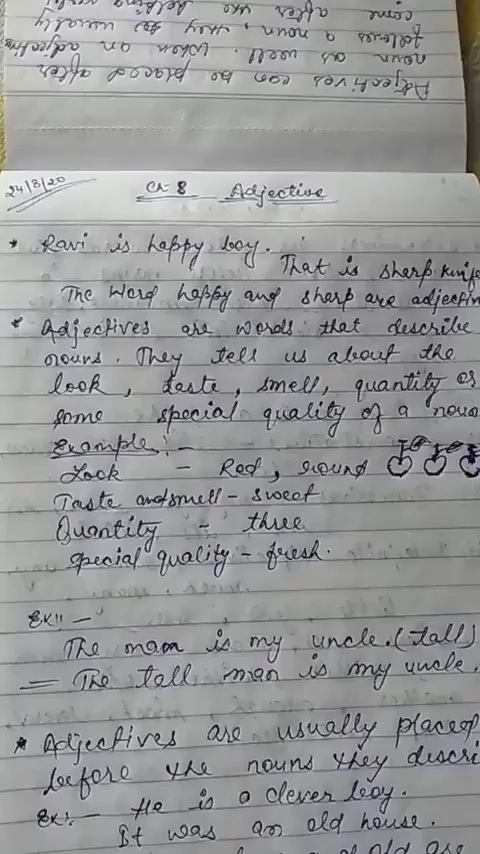 Adjectives can be placed after
noun as well. When an adjective
follows a noun, they usually
come after the helping verb
24/8/20
Ch 8 Adjective
* Ravi is happy boy.
That is sharp knife
The word happy and sharp are adjectiv
* Adjectives are words that describe
nouns. They tell us about the
look, taste, smell, quantity or
some special quality of a noun
Example:-
Look - Red, round
Taste and smell - sweet
Quantity - three
special quality - fresh.
Ex:! -
The man is my uncle. (tall)
= The tall man is my uncle.
* Adjectives are usually placed
before the nouns they descri
Ex:- He is a clever boy.
It was an old house.
old are